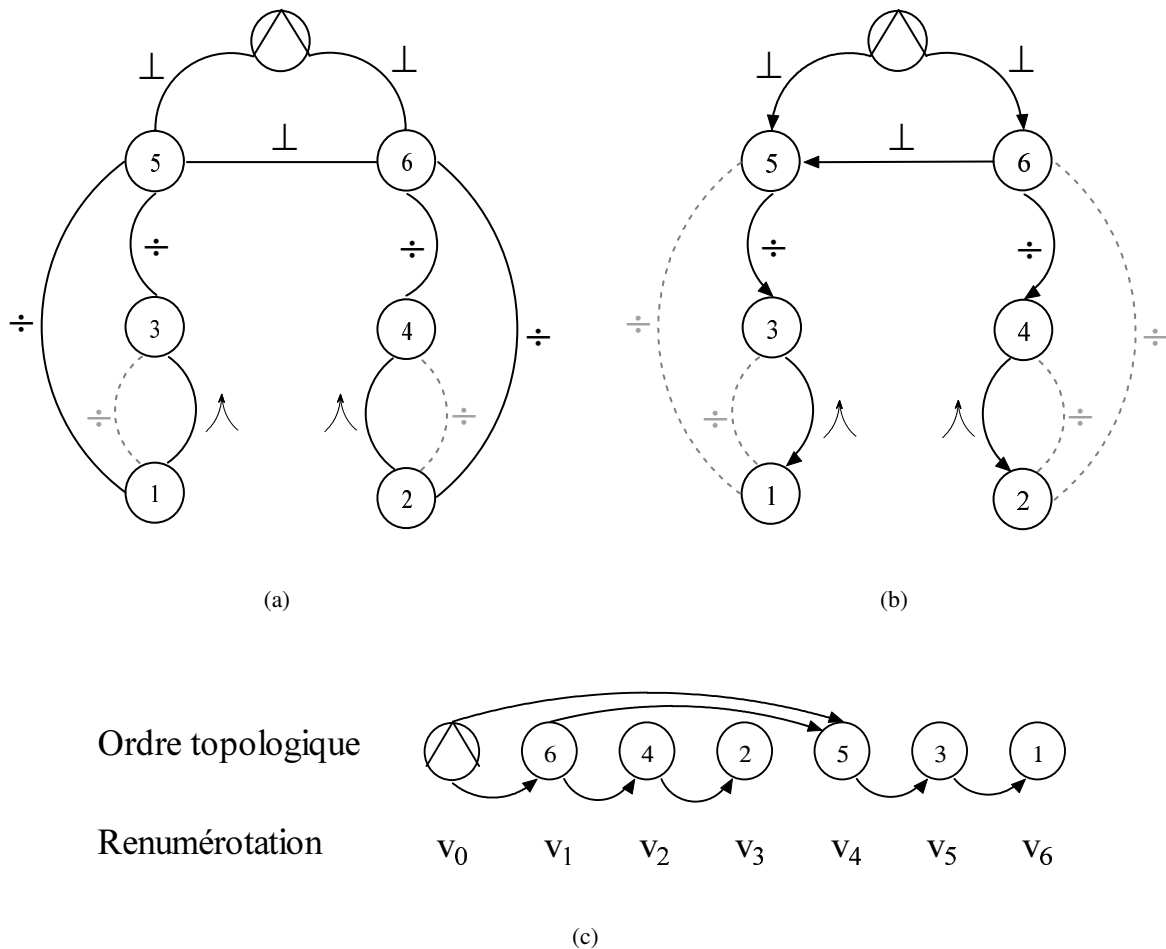 ⊥ ⊥ ⊥ ⊥
5 ⊥ 6 5 ⊥ 6
÷ ÷ ÷ ÷
÷ 3 4 ÷ ÷ 3 4 ÷
÷ ÷ ÷ ÷
1 2 1 2
(a) (b)
Ordre topologique 6 4 2 5 3 1
Renumérotation v0 v1 v2 v3 v4 v5 v6
(c)